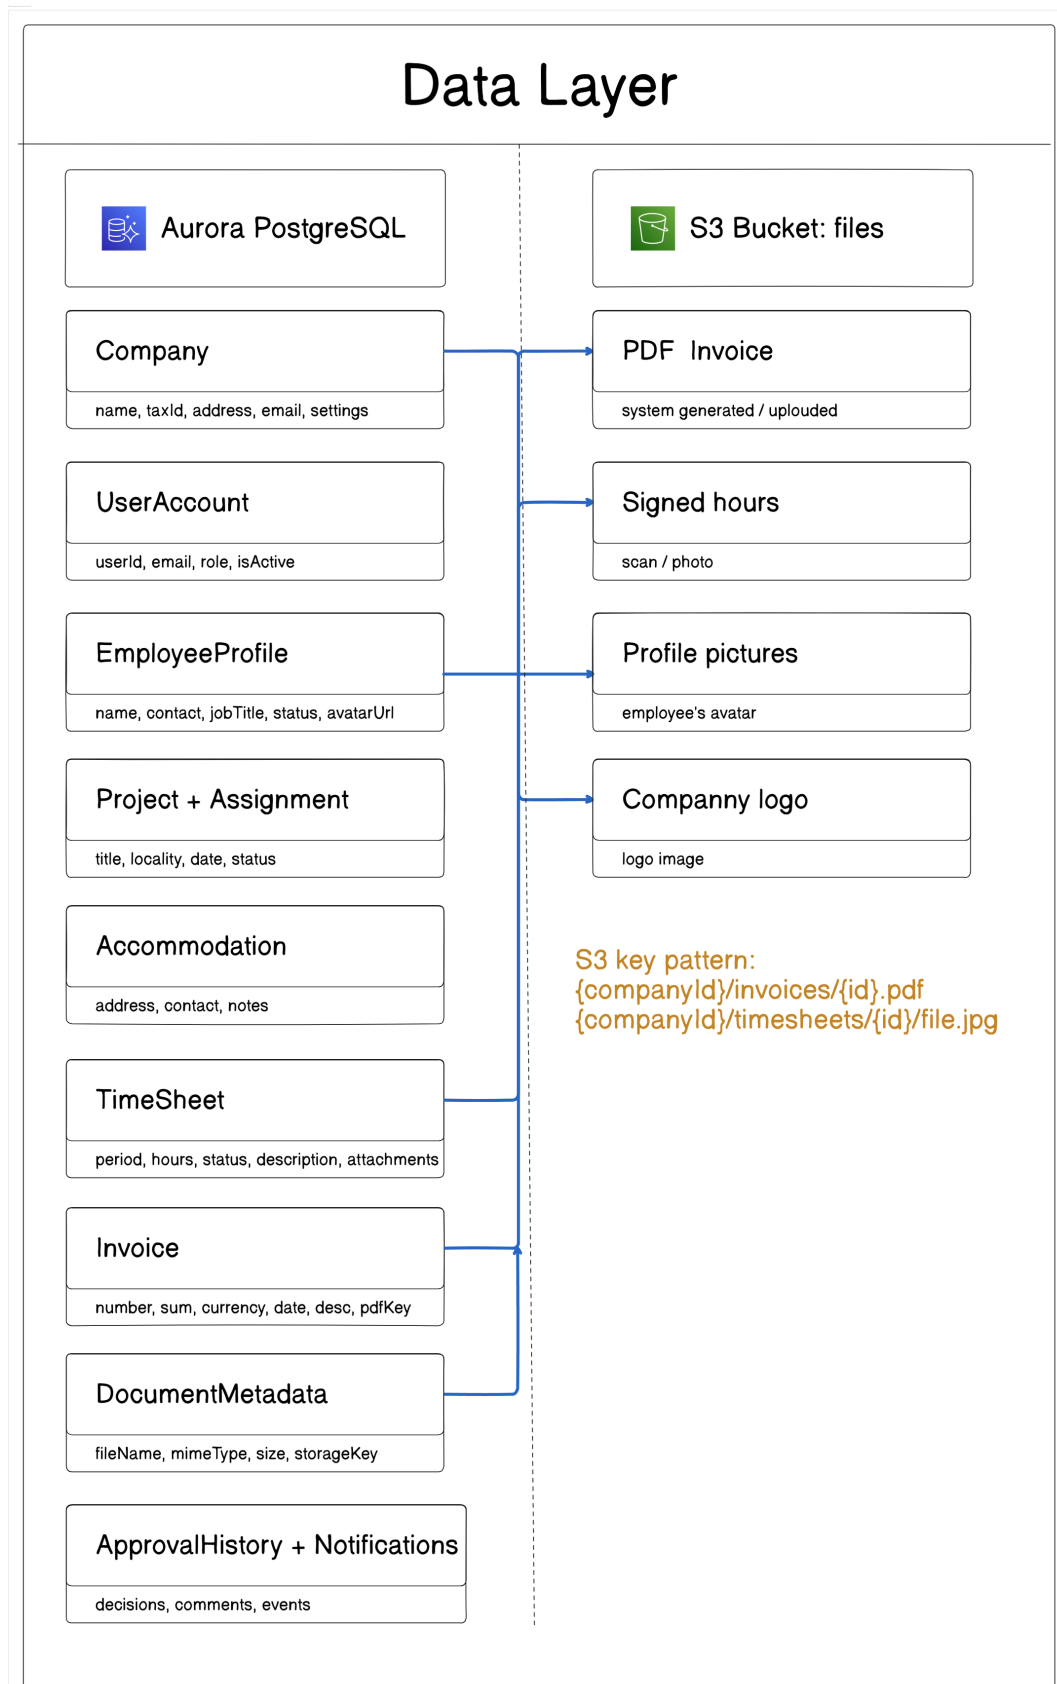 Data Layer
Aurora PostgreSQL
Company
name, taxId, address, email, settings
UserAccount
userId, email, role, isActive
EmployeeProfile
name, contact, jobTitle, status, avatarUrl
Project + Assignment
title, locality, date, status
Accommodation
address, contact, notes
TimeSheet
period, hours, status, description, attachments
Invoice
number, sum, currency, date, desc, pdfKey
DocumentMetadata
fileName, mimeType, size, storageKey
ApprovalHistory + Notifications
decisions, comments, events
S3 Bucket: files
PDF Invoice
system generated / uplouded
Signed hours
scan / photo
Profile pictures
employee's avatar
Companny logo
logo image
S3 key pattern:
{companyId}/invoices/{id}.pdf
{companyId}/timesheets/{id}/file.jpg